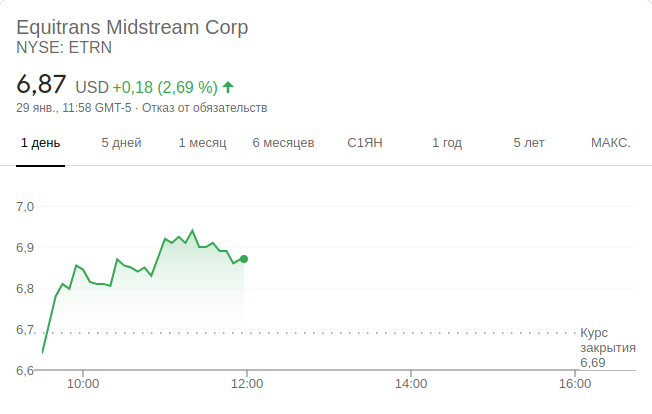 Equitrans Midstream Corp
NYSE: ETRN
6,87 USD +0,18 (2,69 %)
29 янв., 11:58 GMT-5 · Отказ от обязательств
1 день 5 дней 1 месяц 6 месяцев С1ЯН 1 год 5 лет МАКС.
7,0
6,9
6,8
6,7
Курс
закрытия
6,69
6,6
10:00 12:00 14:00 16:00